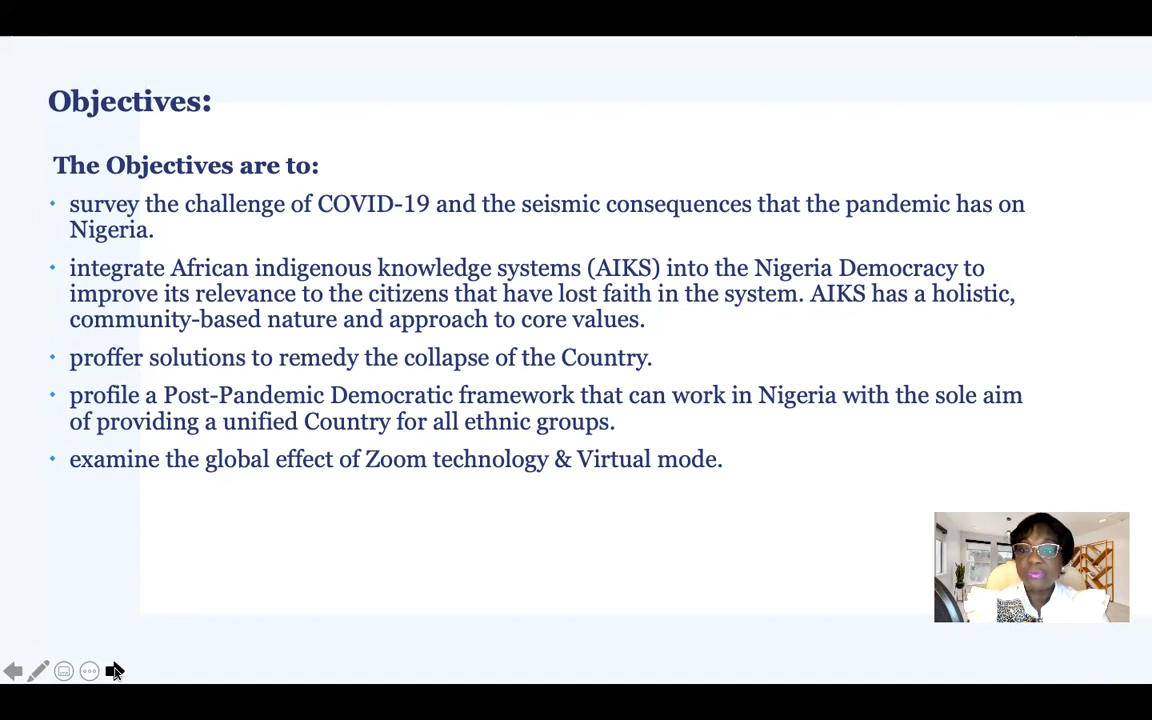 Objectives:
The Objectives are to:
survey the challenge of COVID-19 and the seismic consequences that the pandemic has on
Nigeria.
integrate African indigenous knowledge systems (AIKS) into the Nigeria Democracy to
improve its relevance to the citizens that have lost faith in the system. AIKS has a holistic,
community-based nature and approach to core values.
proffer solutions to remedy the collapse of the Country.
profile a Post-Pandemic Democratic framework that can work in Nigeria with the sole aim
of providing a unified Country for all ethnic groups.
examine the global effect of Zoom technology & Virtual mode.